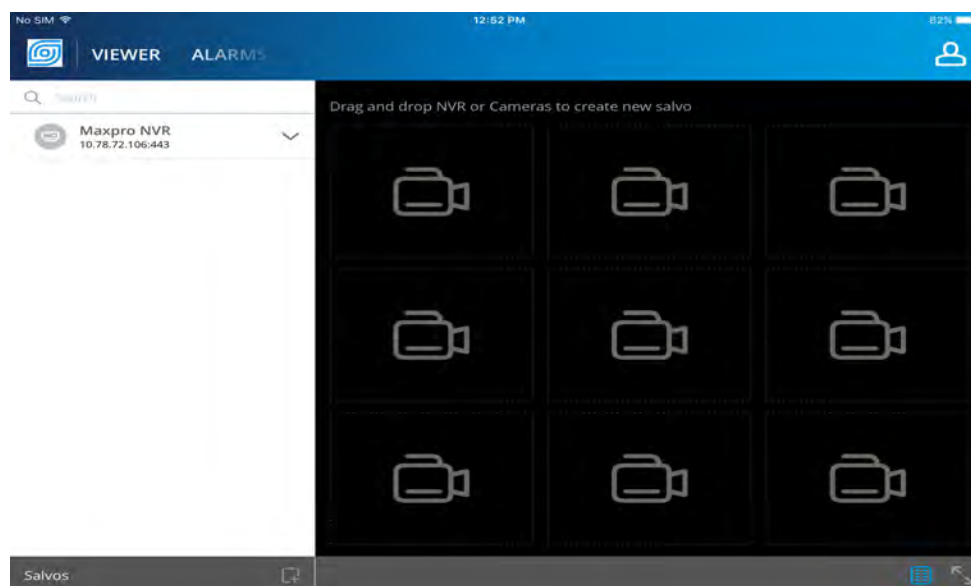 No SIM
12:52 PM
82%
VIEWER
ALARMS
Search
Maxpro NVR
10.78.72.106:443
Drag and drop NVR or Cameras to create new salvo
Salvos